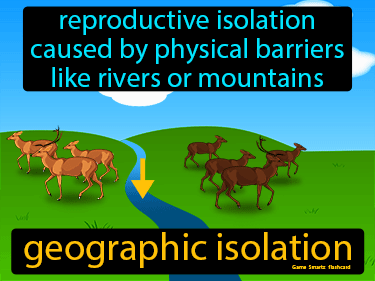 reproductive isolation
caused by physical barriers
like rivers or mountains
geographic isolation
Game Smartz flashcard